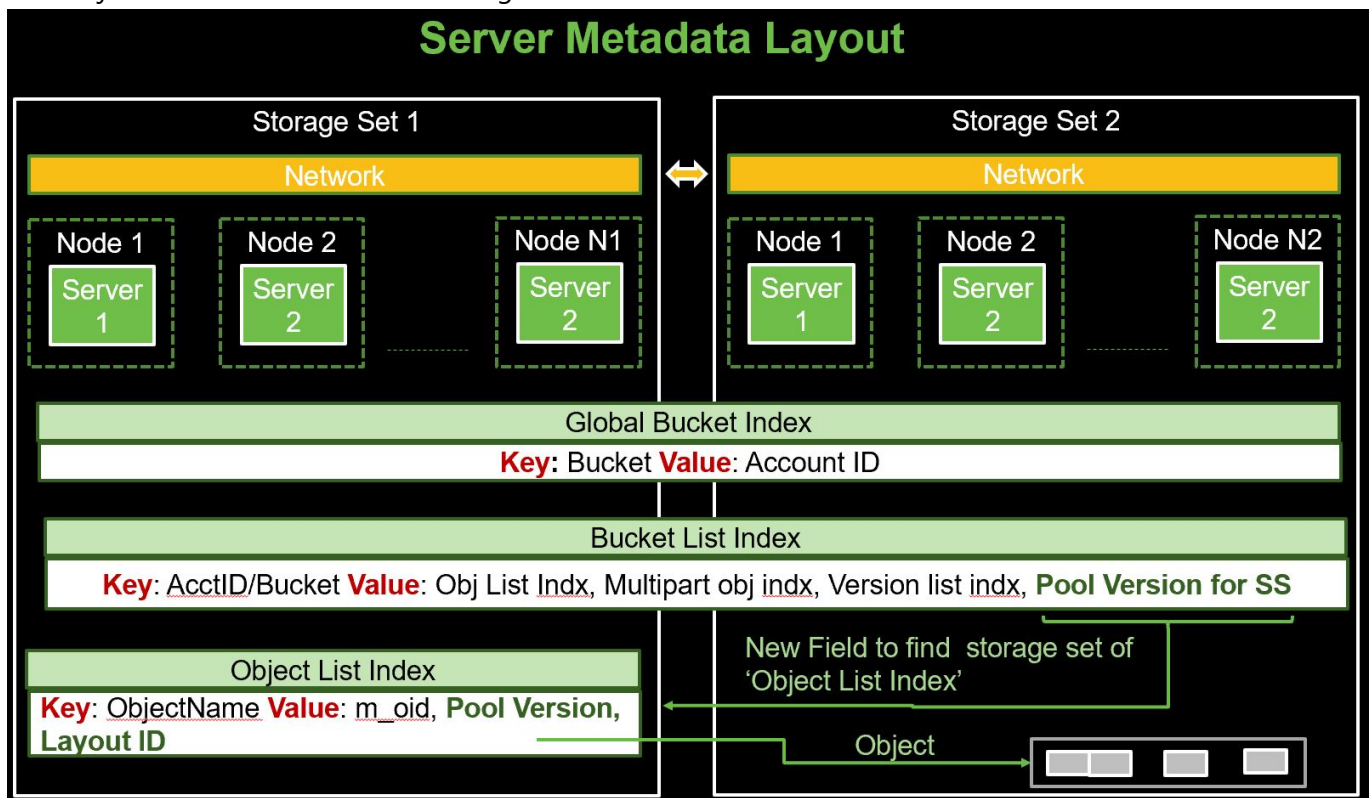 Server Metadata Layout
Storage Set 1
Network
Node 1
Server
1
Node 2
Server
2
Node N1
Server
2
Storage Set 2
Network
Node 1
Server
1
Node 2
Server
2
Node N2
Server
2
Global Bucket Index
Key: Bucket Value: Account ID
Bucket List Index
Key: AcctID/Bucket Value: Obj List Indx, Multipart obj indx, Version list indx, Pool Version for SS
New Field to find storage set of
‘Object List Index’
Object List Index
Key: ObjectName Value: m_oid, Pool Version,
Layout ID
Object